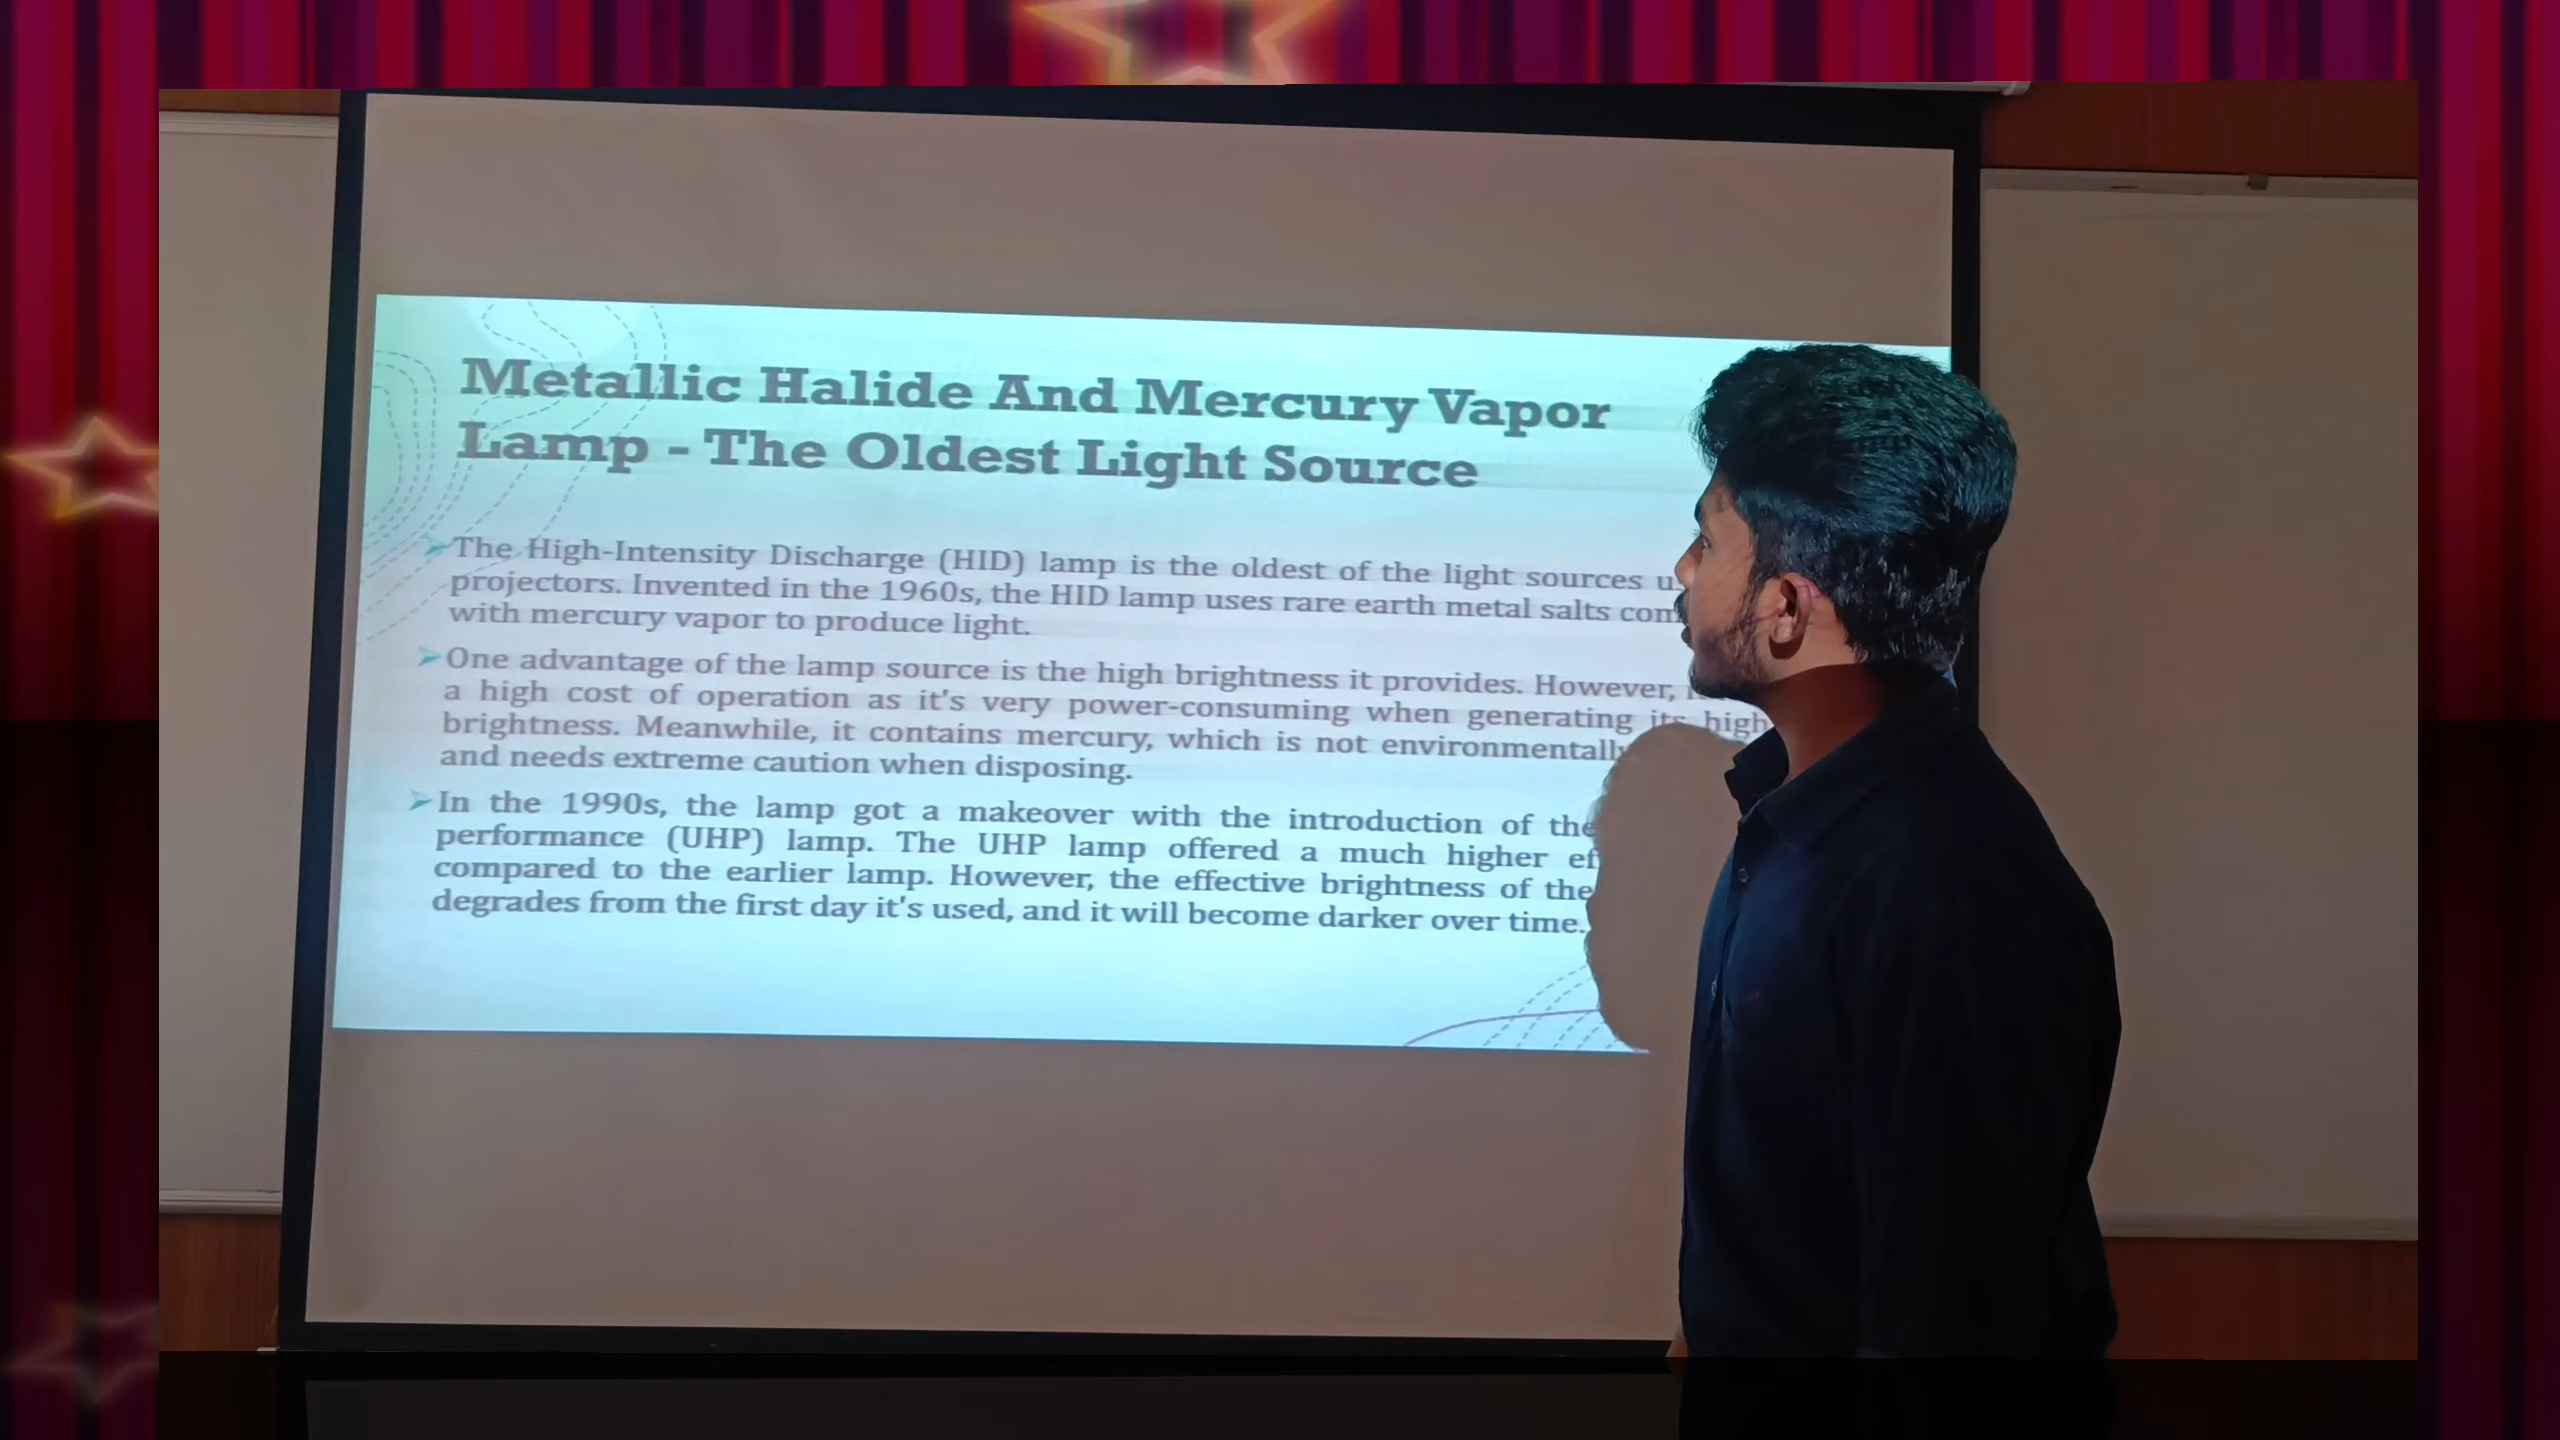 Metallic Halide And Mercury Vapor
Lamp - The Oldest Light Source
The High-Intensity Discharge (HID) lamp is the oldest of the light sources
projectors. Invented in the 1960s, the HID lamp uses rare earth metal salts
with mercury vapor to produce light.
One advantage of the lamp source is the high brightness it provides. However,
a high cost of operation as it's very power-consuming when generating its high
brightness. Meanwhile, it contains mercury, which is not environmentally
and needs extreme caution when disposing.
In the 1990s, the lamp got a makeover with the introduction of the
performance (UHP) lamp. The UHP lamp offered a much higher
compared to the earlier lamp. However, the effective brightness of the
degrades from the first day it's used, and it will become darker over time.